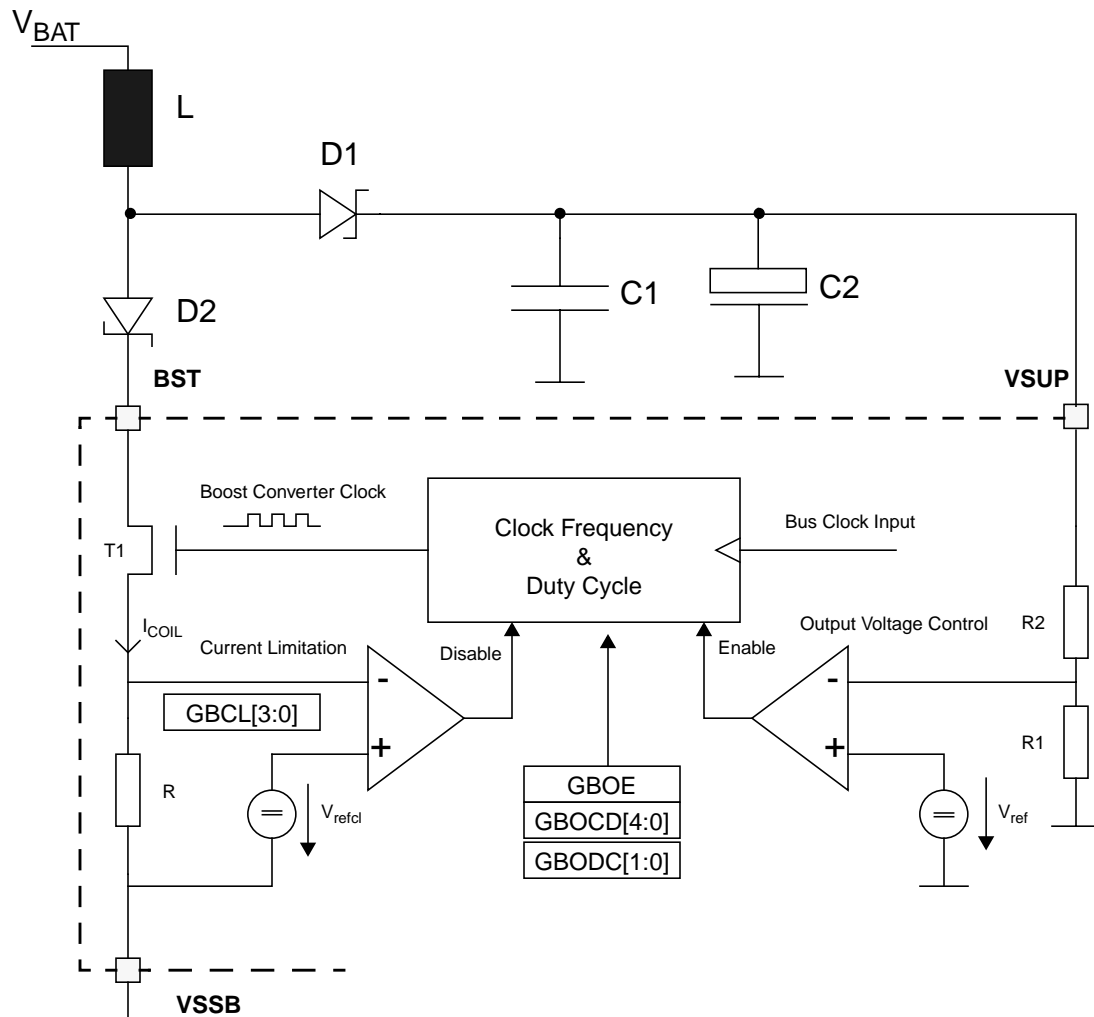 VBAT
L
D1
C1
C2
D2
BST
VSUP
Boost Converter Clock
Clock Frequency
&
Duty Cycle
Bus Clock Input
T1
ICOIL
Current Limitation
Disable
Enable
Output Voltage Control
R2
-
-
GBCL[3:0]
+
+
R1
R
Vrefcl
GBOE
GBOCD[4:0]
GBODC[1:0]
Vref
VSSB